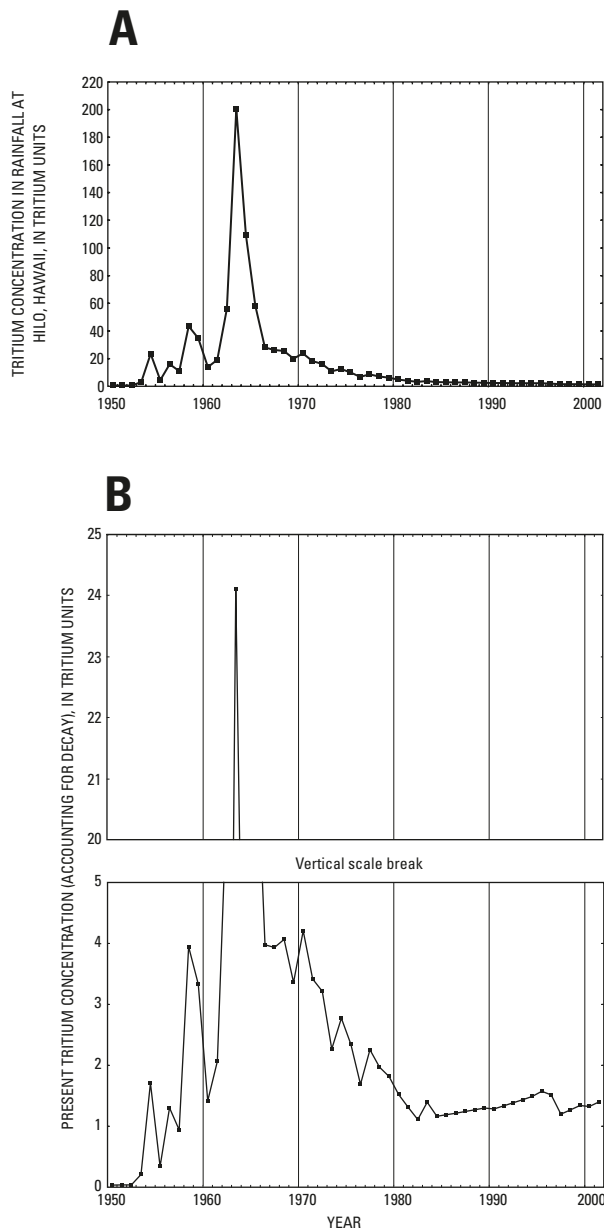 A
TRITIUM CONCENTRATION IN RAINFALL AT
HILO, HAWAII, IN TRITIUM UNITS
220
200
180
160
140
120
100
80
60
40
20
0
1950 1960 1970 1980 1990 2000
B
PRESENT TRITIUM CONCENTRATION (ACCOUNTING FOR DECAY), IN TRITIUM UNITS
25
24
23
22
21
20
Vertical scale break
5
4
3
2
1
0
1950 1960 1970 1980 1990 2000
YEAR